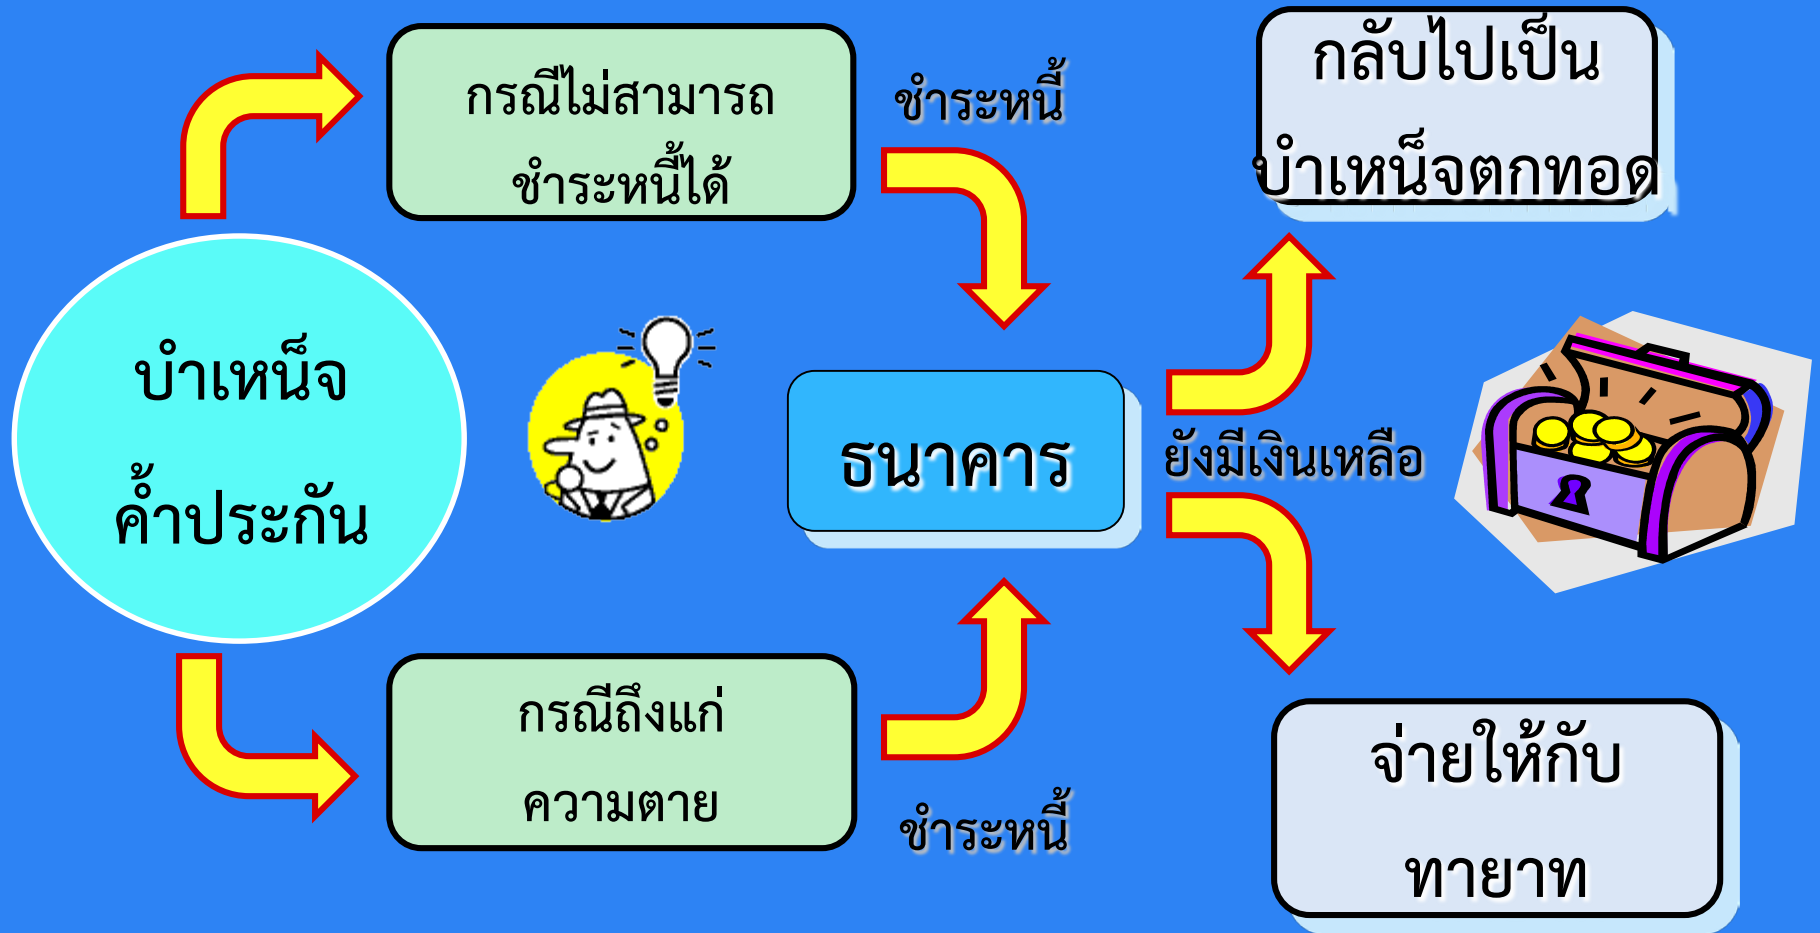 บำเหน็จ
ค้ำประกัน
กรณีไม่สามารถ
ชำระหนี้ได้
ชำระหนี้
กรณีถึงแก่
ความตาย
ชำระหนี้
ธนาคาร
ยังมีเงินเหลือ
กลับไปเป็น
บำเหน็จตกทอด
จ่ายให้กับ
ทายาท